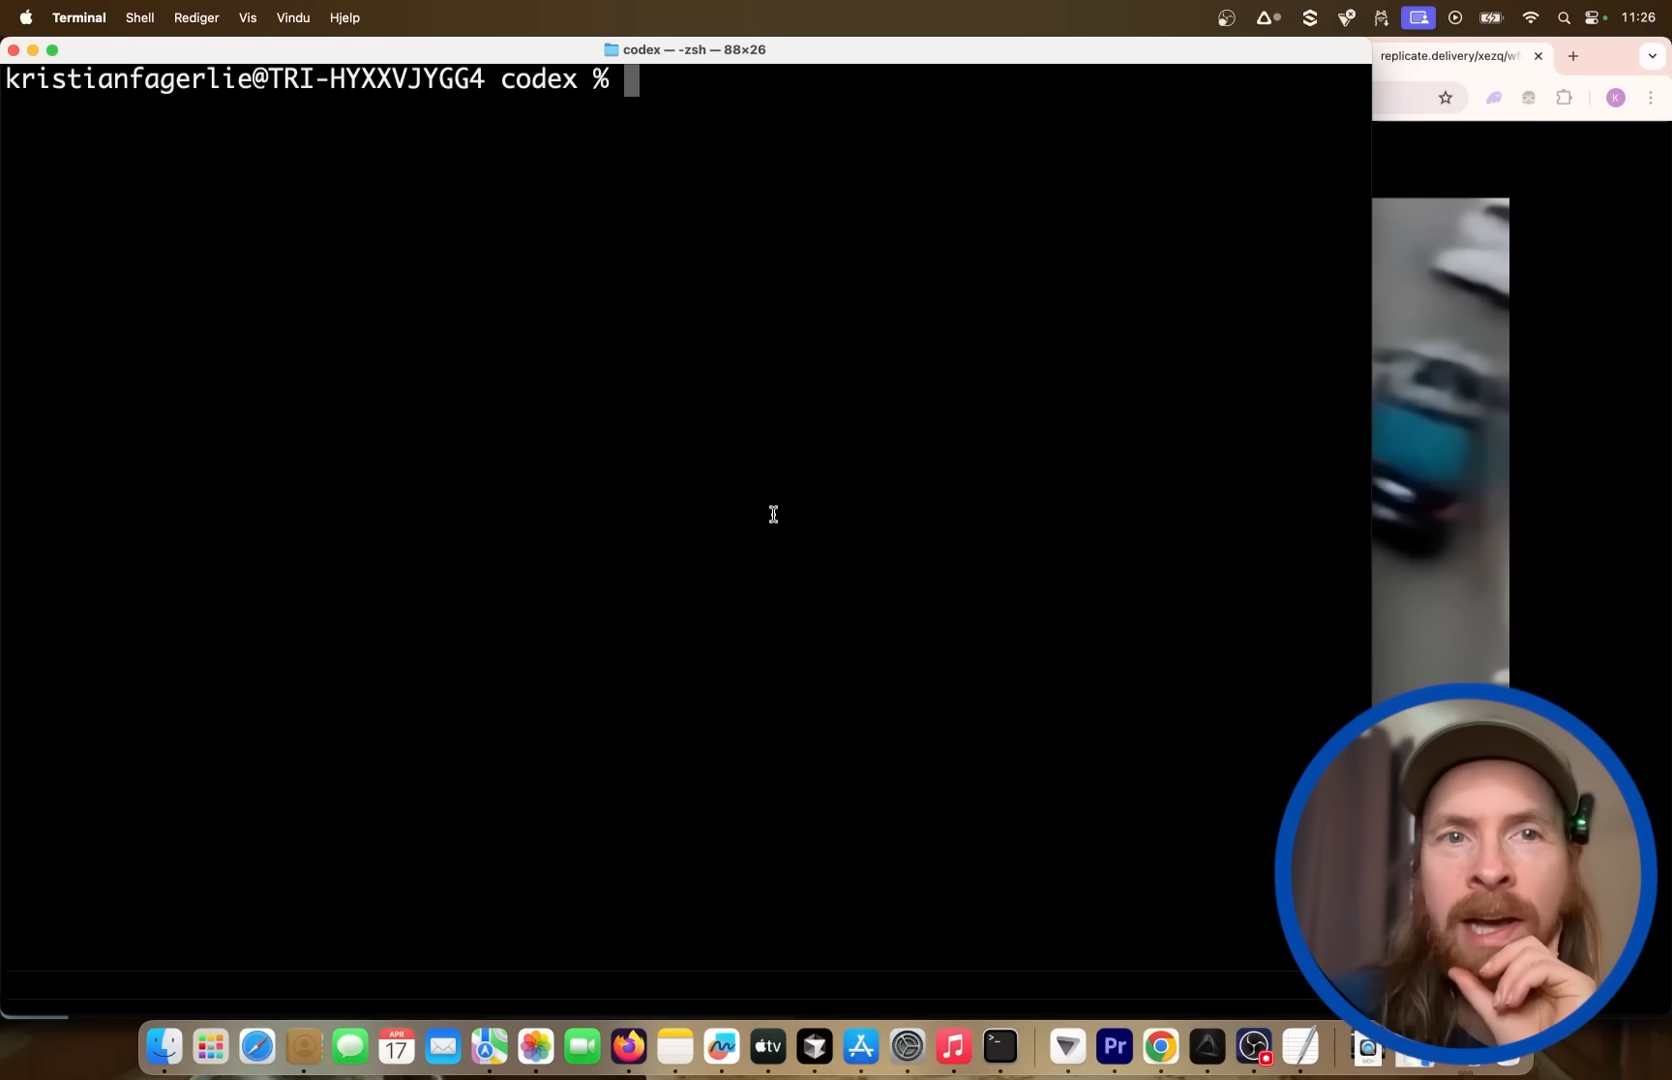 Terminal Shell Rediger Vis Vindu Hjelp 11:26
codex — -zsh — 88×26
replicate.delivery/xezq/wf
kristianfagerlie@TRI-HYXXVJYGG4 codex %
K
APR
17
tv
>_
Pr